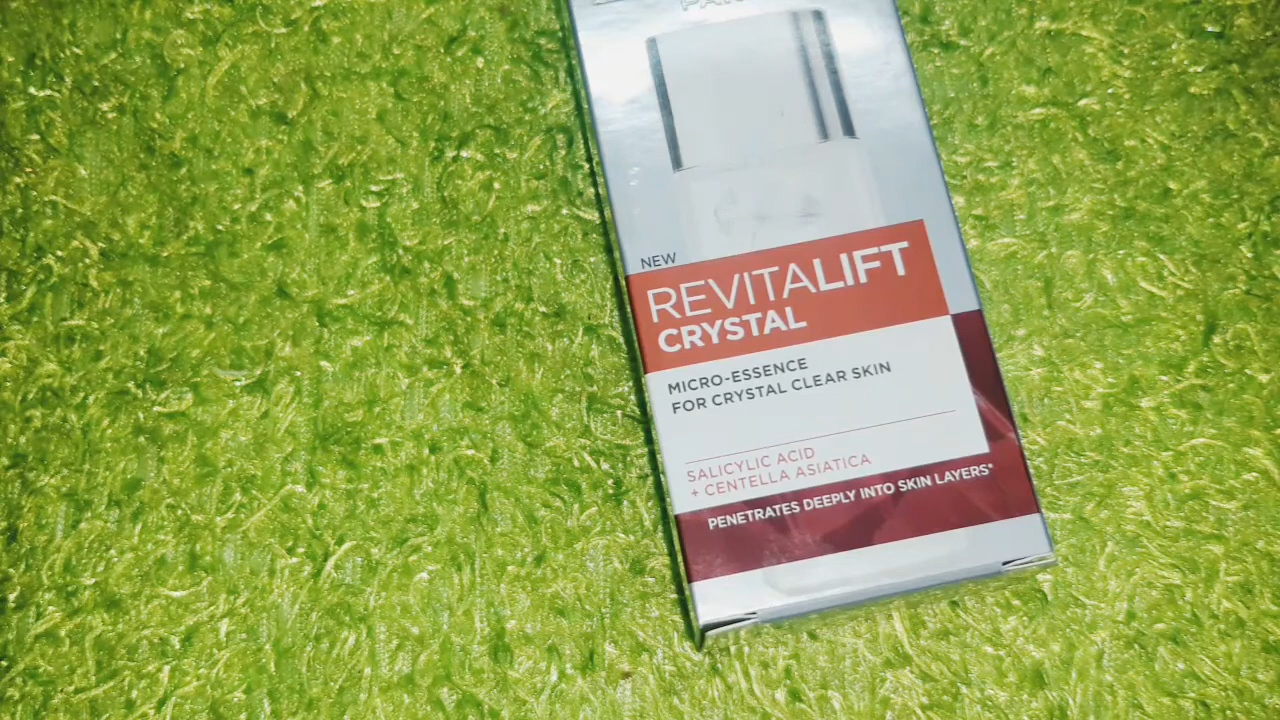 NEW
REVITALIFT
CRYSTAL
MICRO-ESSENCE
FOR CRYSTAL CLEAR SKIN
SALICYLIC ACID
+ CENTELLA ASIATICA
PENETRATES DEEPLY INTO SKIN LAYERS*